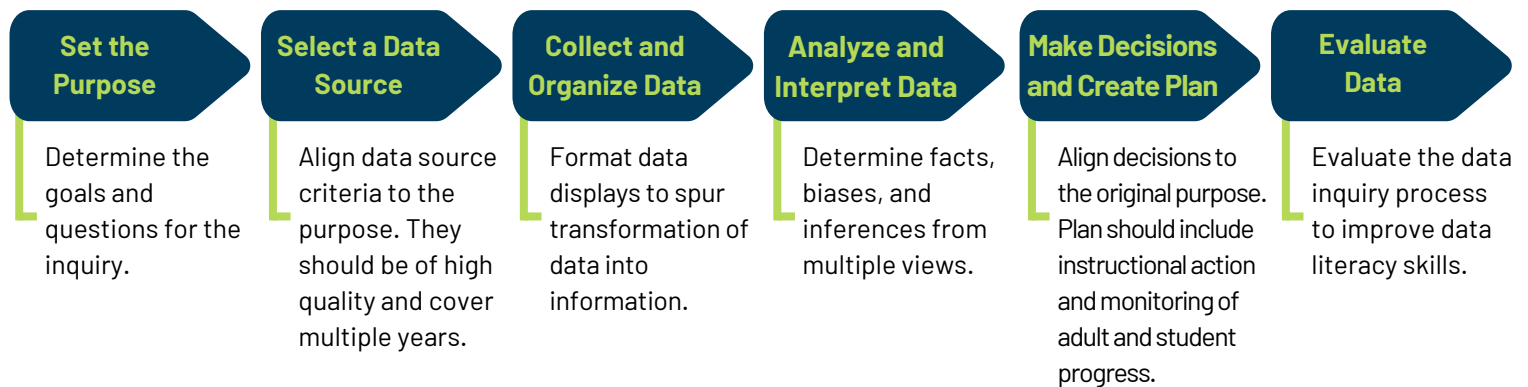 Set the
Purpose
Determine the
goals and
questions for the
inquiry.
Select a Data
Source
Align data source
criteria to the
purpose. They
should be of high
quality and cover
multiple years.
Collect and
Organize Data
Format data
displays to spur
transformation of
data into
information.
Analyze and
Interpret Data
Determine facts,
biases, and
inferences from
multiple views.
Make Decisions
and Create Plan
Align decisions to
the original purpose.
Plan should include
instructional action
and monitoring of
adult and student
progress.
Evaluate
Data
Evaluate the data
inquiry process
to improve data
literacy skills.